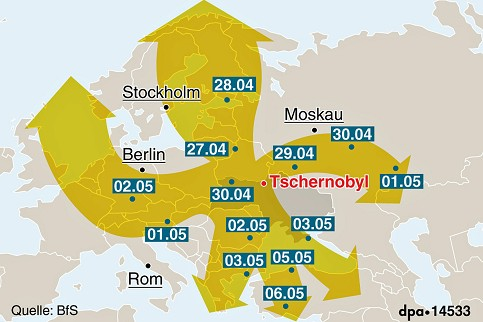 28.04
Stockholm
Moskau
30.04
27.04
29.04
Berlin
01.05
Tschernobyl
30.04
02.05
01.05
02.05
03.05
03.05
05.05
Rom
06.05
Quelle: BfS
dpa•14533